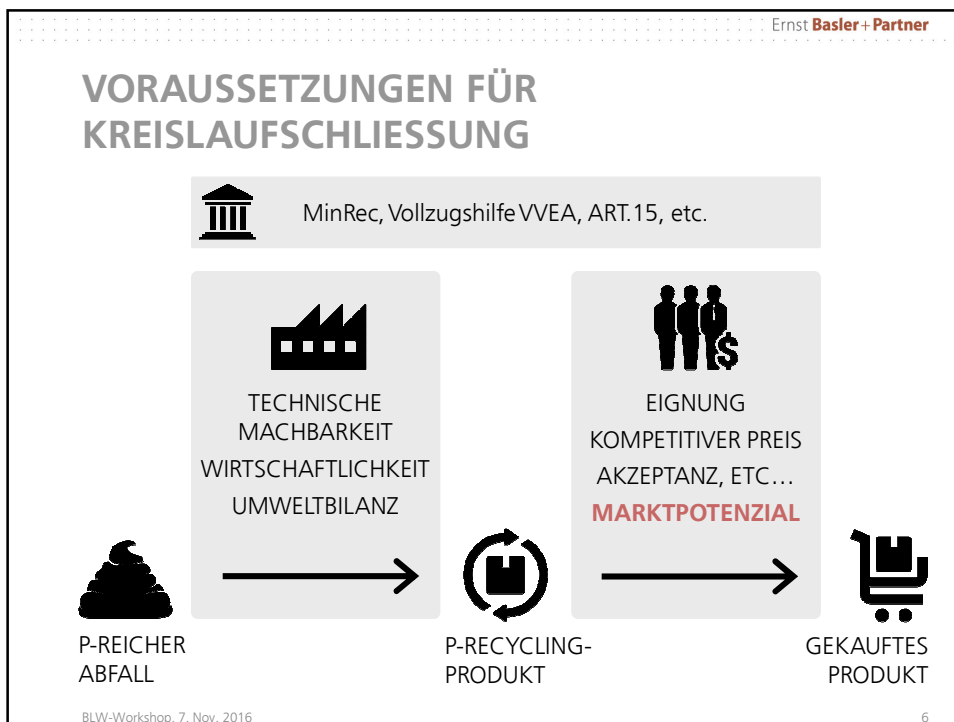 Ernst Basler+Partner
VORAUSSETZUNGEN FÜR
KREISLAUFSCHLIESSUNG
MinRec, Vollzugshilfe VVEA, ART.15, etc.
TECHNISCHE
MACHBARKEIT
WIRTSCHAFTLICHKEIT
UMWELTBILANZ
$
EIGNUNG
KOMPETITIVER PREIS
AKZEPTANZ, ETC...
MARKTPOTENZIAL
P-REICHER
ABFALL
P-RECYCLING-
PRODUKT
GEKAUFTES
PRODUKT
BLW-Workshop, 7. Nov. 2016
6